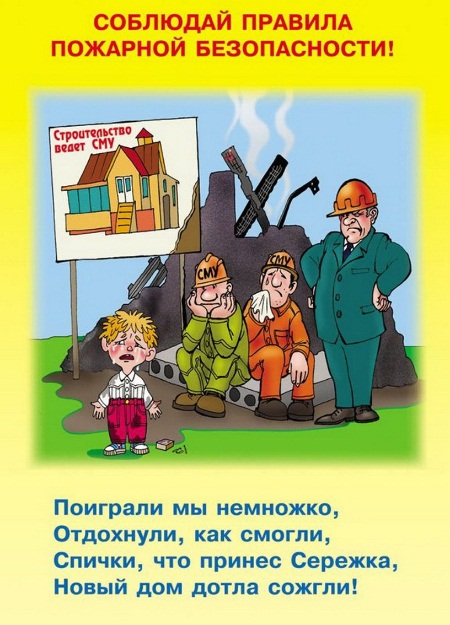 СОБЛЮДАЙ ПРАВИЛА
ПОЖАРНОЙ БЕЗОПАСНОСТИ!
Строительство
ведет СМУ
СМУ
СМУ
Поиграли мы немножко,
Отдохнули, как смогли,
Спички, что принес Сережка,
Новый дом дотла сожгли!